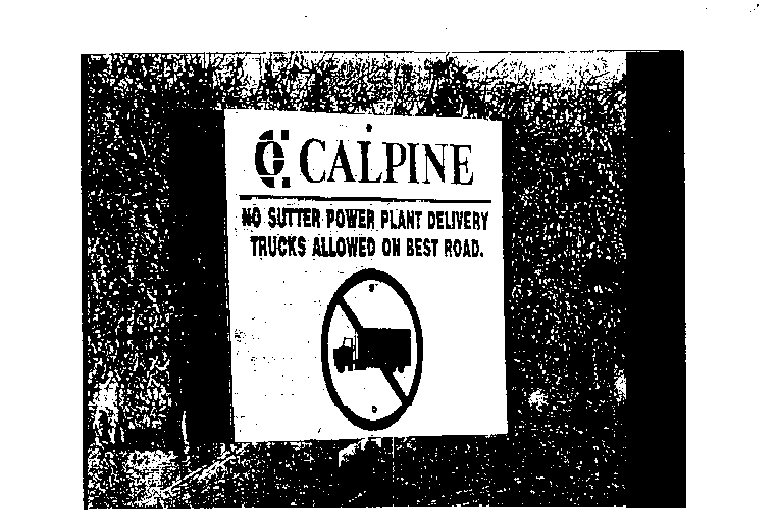 CALPINE
NO SUTTER POWER PLANT DELIVERY
TRUCKS ALLOWED ON BEST ROAD.